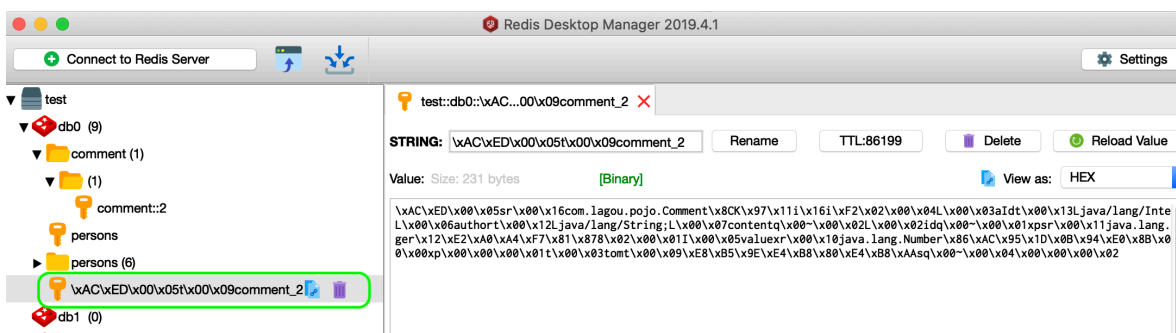 Redis Desktop Manager 2019.4.1
Connect to Redis Server
Settings
test
db0 (9)
comment (1)
(1)
comment::2
persons
persons (6)
\xAC\xED\x00\x05t\x00\x09comment_2
db1 (0)
test::db0::\xAC...00\x09comment_2
STRING: \xAC\xED\x00\x05t\x00\x09comment_2 Rename TTL:86199 Delete Reload Value
Value: Size: 231 bytes [Binary] View as: HEX
\xAC\xED\x00\x05sr\x00\x16com.lagou.pojo.Comment\x8CK\x97\x11i\x16i\xF2\x02\x00\x04L\x00\x03aIdt\x00\x13Ljava/lang/Inte
L\x00\x06authort\x00\x12Ljava/lang/String;L\x00\x07contentq\x00~\x00\x02L\x00\x02idq\x00~\x00\x01xpsr\x00\x11java.lang.
ger\x12\xE2\xA0\xA4\xF7\x81\x878\x02\x00\x01I\x00\x05valuexr\x00\x10java.lang.Number\x86\xAC\x95\x1D\x0B\x94\xE0\x8B\x0
0\x00xp\x00\x00\x00\x01t\x00\x03tomt\x00\x09\xE8\xB5\x9E\xE4\xB8\x80\xE4\xB8\xAAsq\x00~\x00\x04\x00\x00\x00\x02